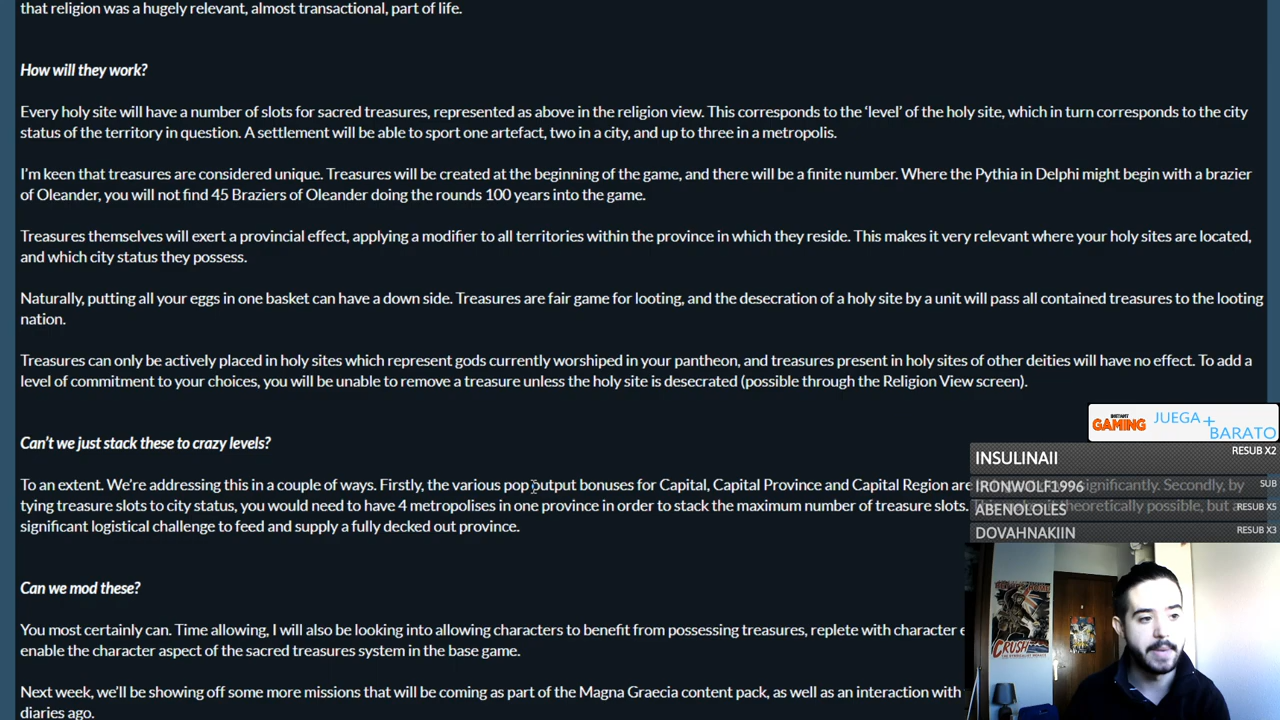 that religion was a hugely relevant, almost transactional, part of life.
How will they work?
Every holy site will have a number of slots for sacred treasures, represented as above in the religion view. This corresponds to the ‘level’ of the holy site, which in turn corresponds to the city
status of the territory in question. A settlement will be able to sport one artefact, two in a city, and up to three in a metropolis.
I’m keen that treasures are considered unique. Treasures will be created at the beginning of the game, and there will be a finite number. Where the Pythia in Delphi might begin with a brazier
of Oleander, you will not find 45 Braziers of Oleander doing the rounds 100 years into the game.
Treasures themselves will exert a provincial effect, applying a modifier to all territories within the province in which they reside. This makes it very relevant where your holy sites are located,
and which city status they possess.
Naturally, putting all your eggs in one basket can have a down side. Treasures are fair game for looting, and the desecration of a holy site by a unit will pass all contained treasures to the looting
nation.
Treasures can only be actively placed in holy sites which represent gods currently worshiped in your pantheon, and treasures present in holy sites of other deities will have no effect. To add a
level of commitment to your choices, you will be unable to remove a treasure unless the holy site is desecrated (possible through the Religion View screen).
INSTANT GAMING JUEGA+ BARATO
Can’t we just stack these to crazy levels?
INSULINAII RESUB X2
To an extent. We’re addressing this in a couple of ways. Firstly, the various pop output bonuses for Capital, Capital Province and Capital Region are significantly. Secondly, by
IRONWOLF1996 SUB
tying treasure slots to city status, you would need to have 4 metropolises in one province in order to stack the maximum number of treasure slots. theoretically possible, but a
ABENOLOLES RESUB X5
significant logistical challenge to feed and supply a fully decked out province.
DOVAHNAKIIN RESUB X3
Can we mod these?
You most certainly can. Time allowing, I will also be looking into allowing characters to benefit from possessing treasures, replete with character e
enable the character aspect of the sacred treasures system in the base game.
CRUSH
Next week, we’ll be showing off some more missions that will be coming as part of the Magna Graecia content pack, as well as an interaction with
diaries ago.